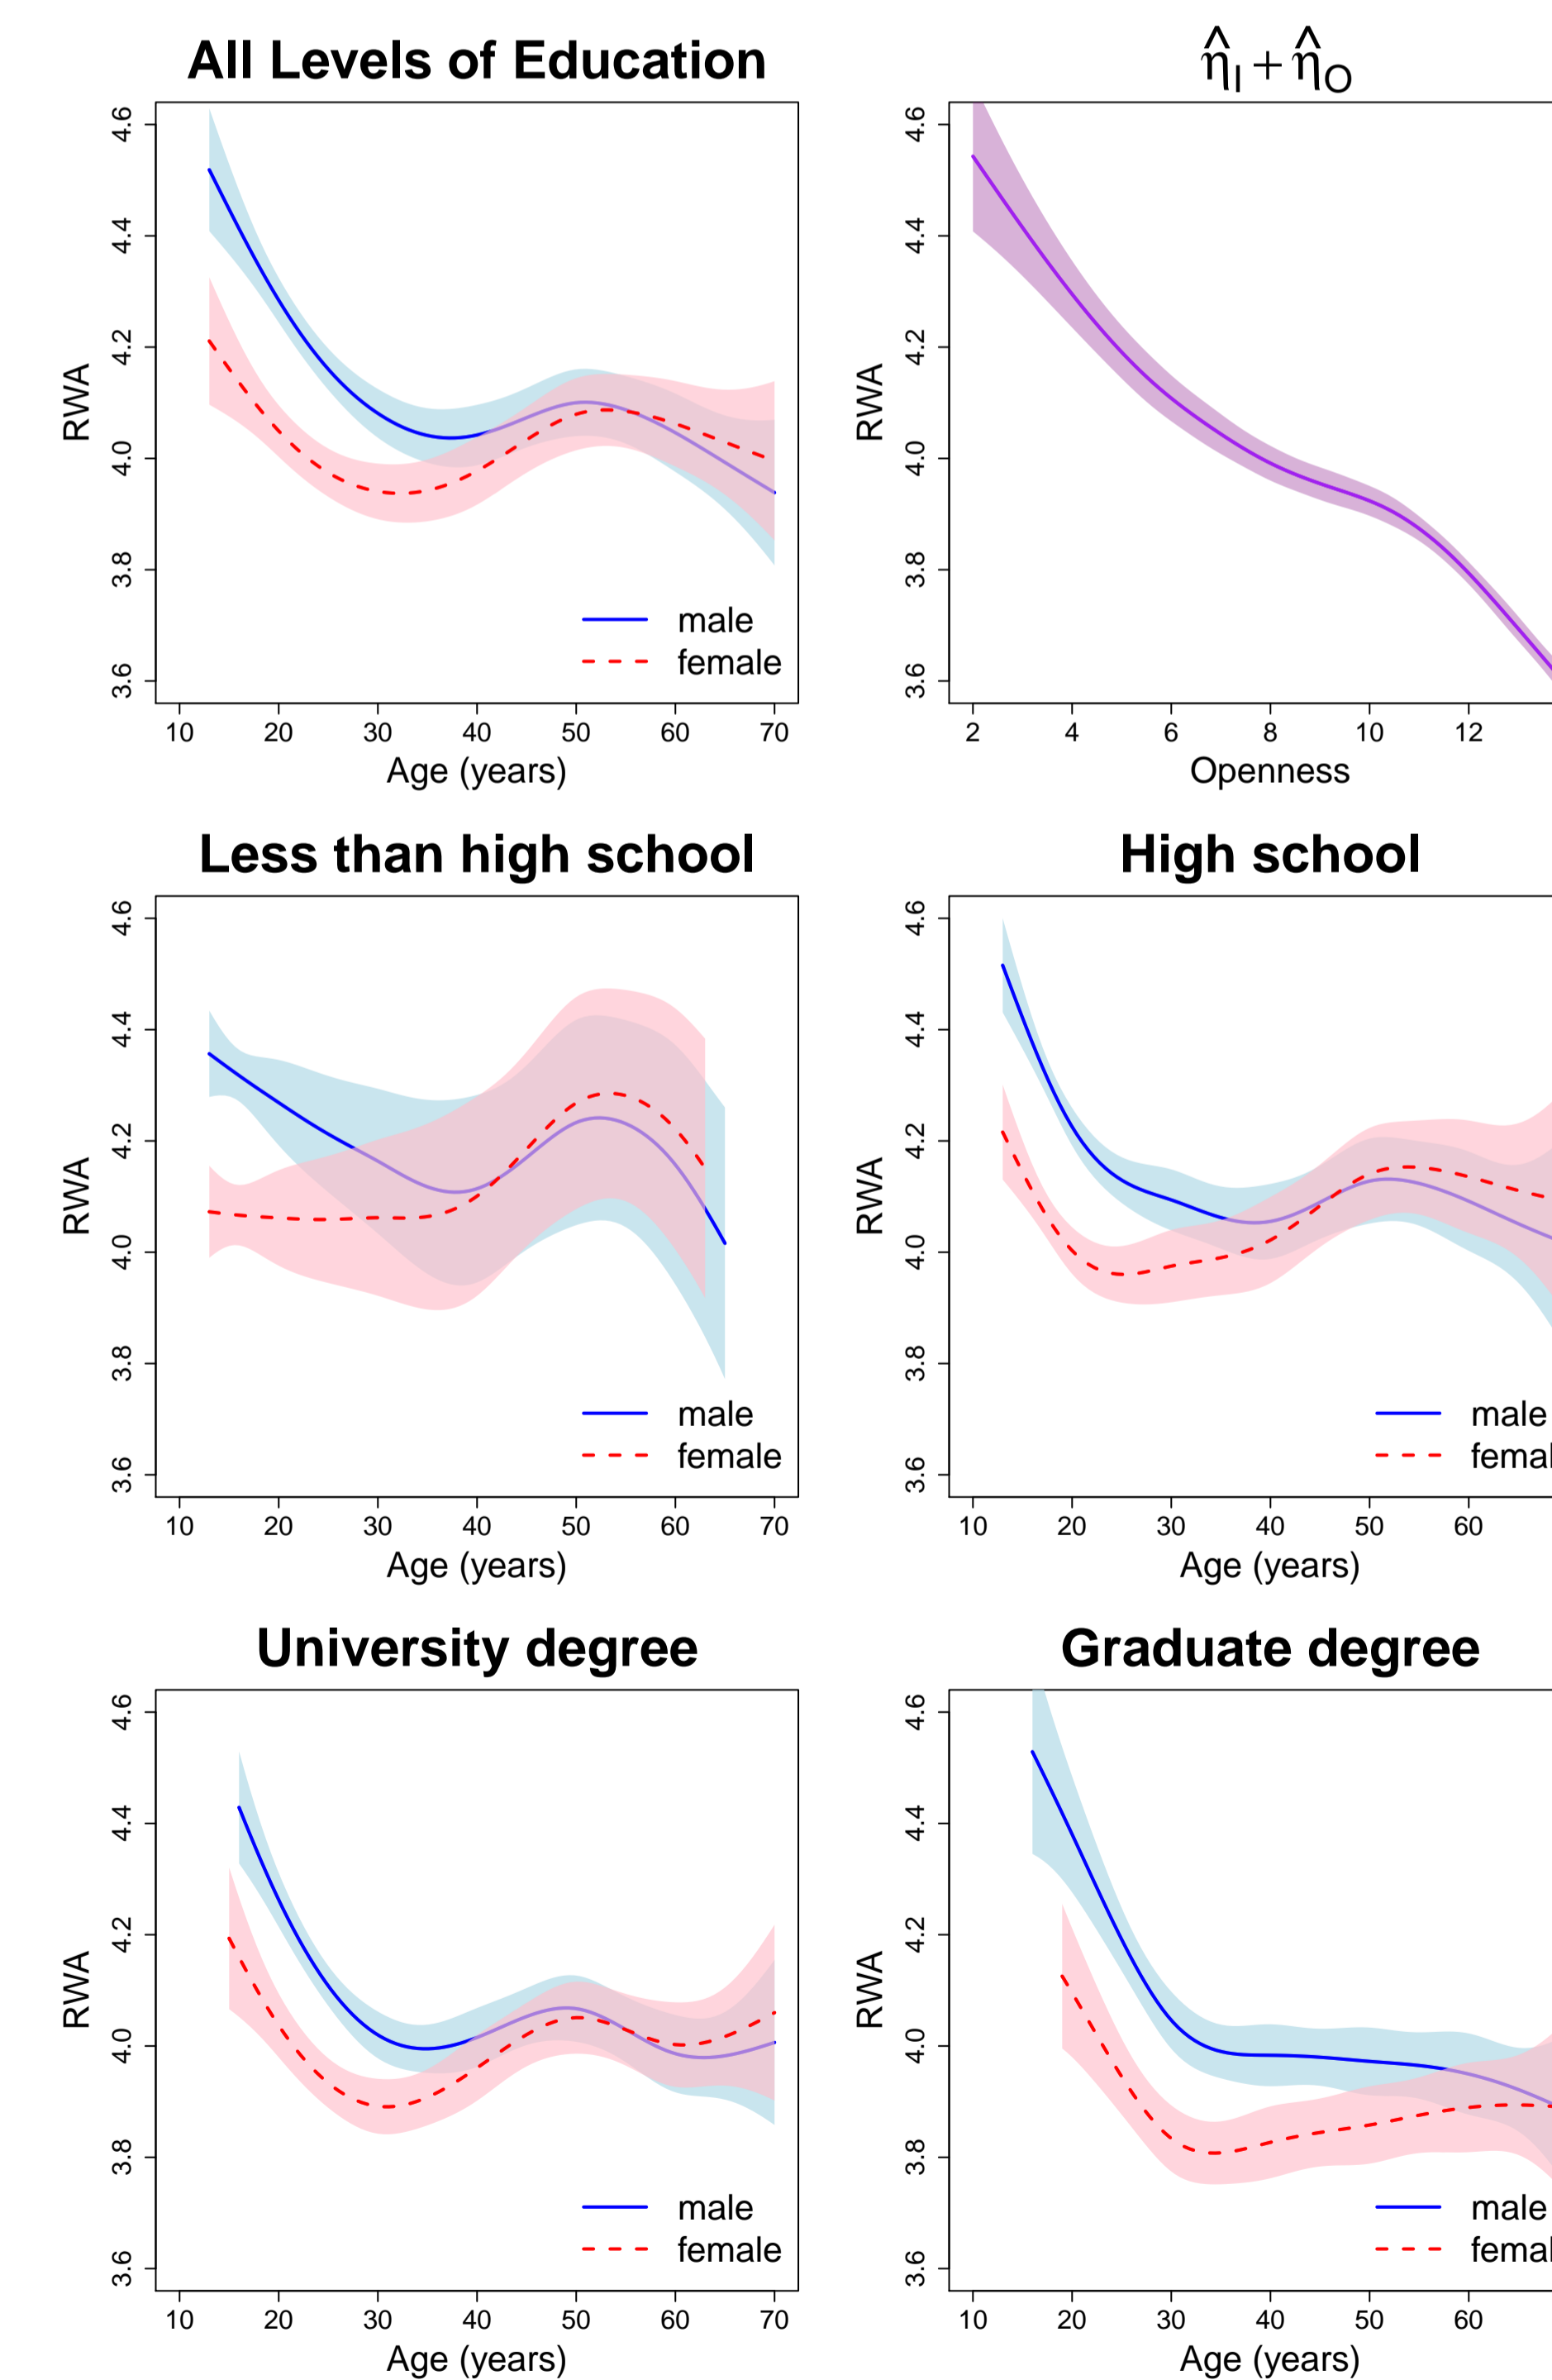 All Levels of Education
4.6
4.4
4.2
4.0
3.8
3.6
RWA
male
female
10 20 30 40 50 60 70
Age (years)
η̂I + η̂O
4.6
4.4
4.2
4.0
3.8
3.6
RWA
2 4 6 8 10 12
Openness
Less than high school
4.6
4.4
4.2
4.0
3.8
3.6
RWA
male
female
10 20 30 40 50 60 70
Age (years)
High school
4.6
4.4
4.2
4.0
3.8
3.6
RWA
male
femal
10 20 30 40 50 60
Age (years)
University degree
4.6
4.4
4.2
4.0
3.8
3.6
RWA
male
female
10 20 30 40 50 60 70
Age (years)
Graduate degree
4.6
4.4
4.2
4.0
3.8
3.6
RWA
male
femal
10 20 30 40 50 60
Age (years)